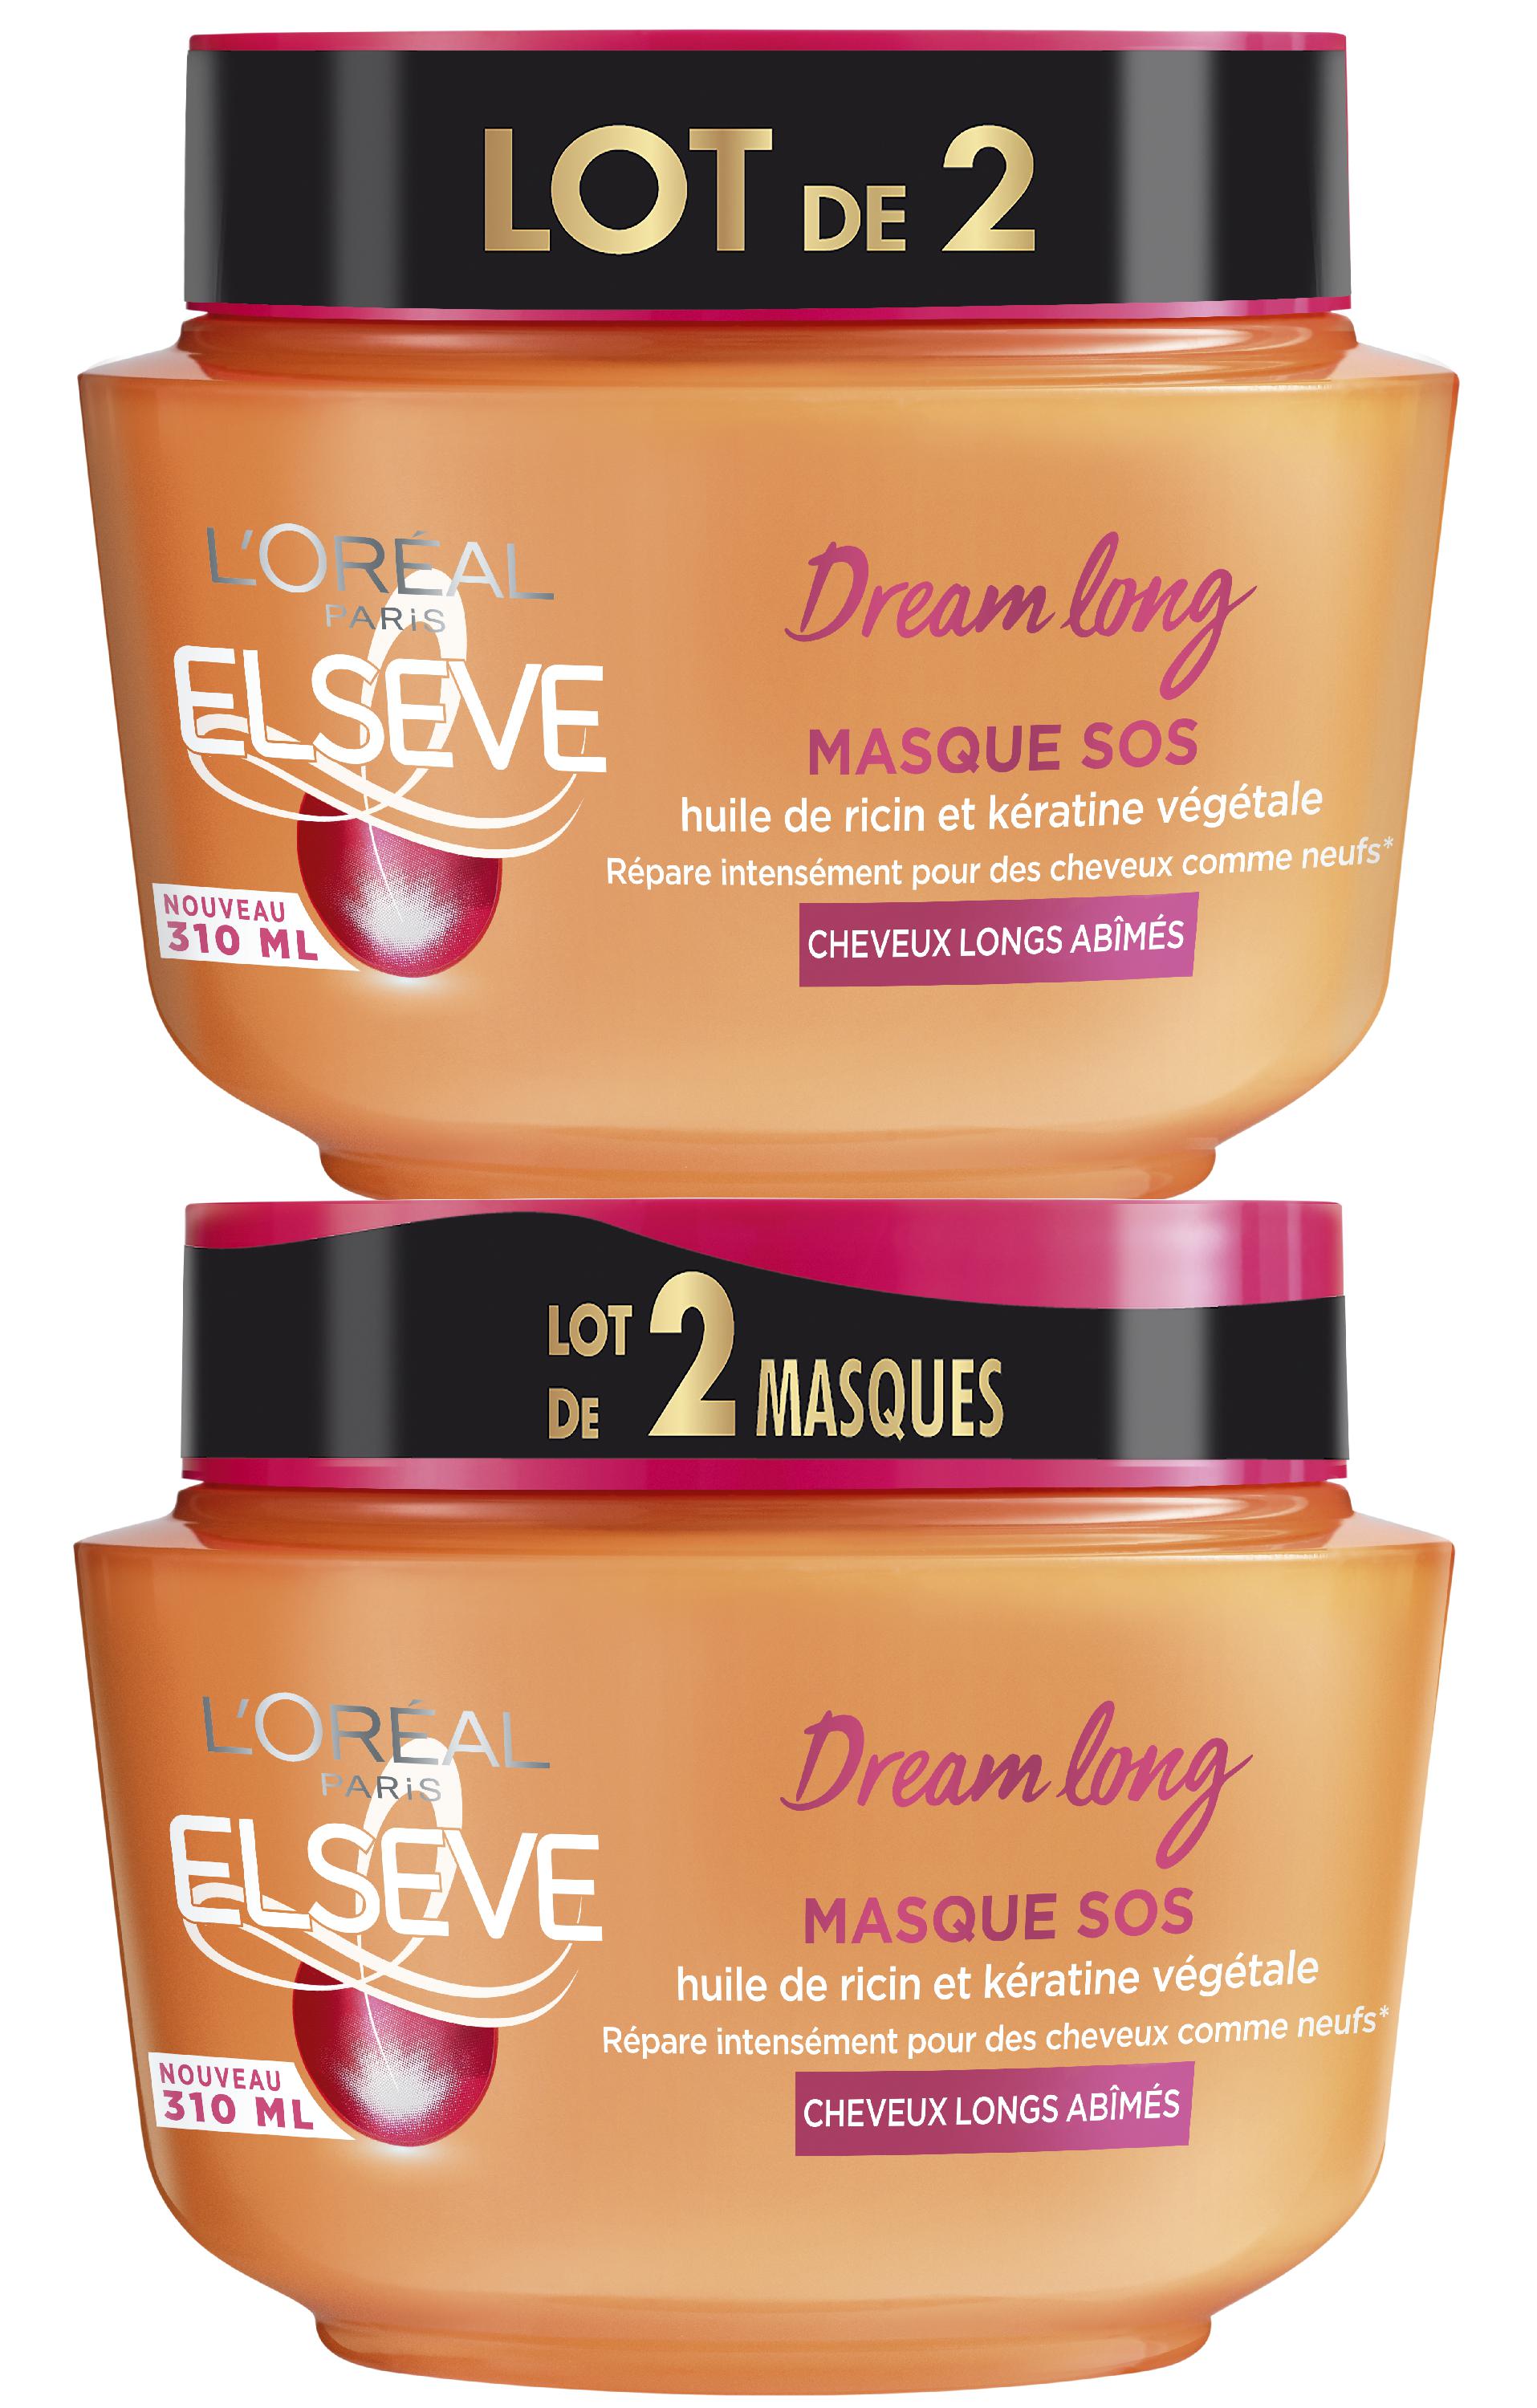 LOT DE 2
L'ORÉAL
PARiS
ELSEVE
Dream long
MASQUE SOS
huile de ricin et kératine végétale
Répare intensément pour des cheveux comme neufs*
CHEVEUX LONGS ABÎMÉS
NOUVEAU
310 ML
LOT
DE 2 MASQUES
L'ORÉAL
PARiS
ELSEVE
Dream long
MASQUE SOS
huile de ricin et kératine végétale
Répare intensément pour des cheveux comme neufs*
CHEVEUX LONGS ABÎMÉS
NOUVEAU
310 ML